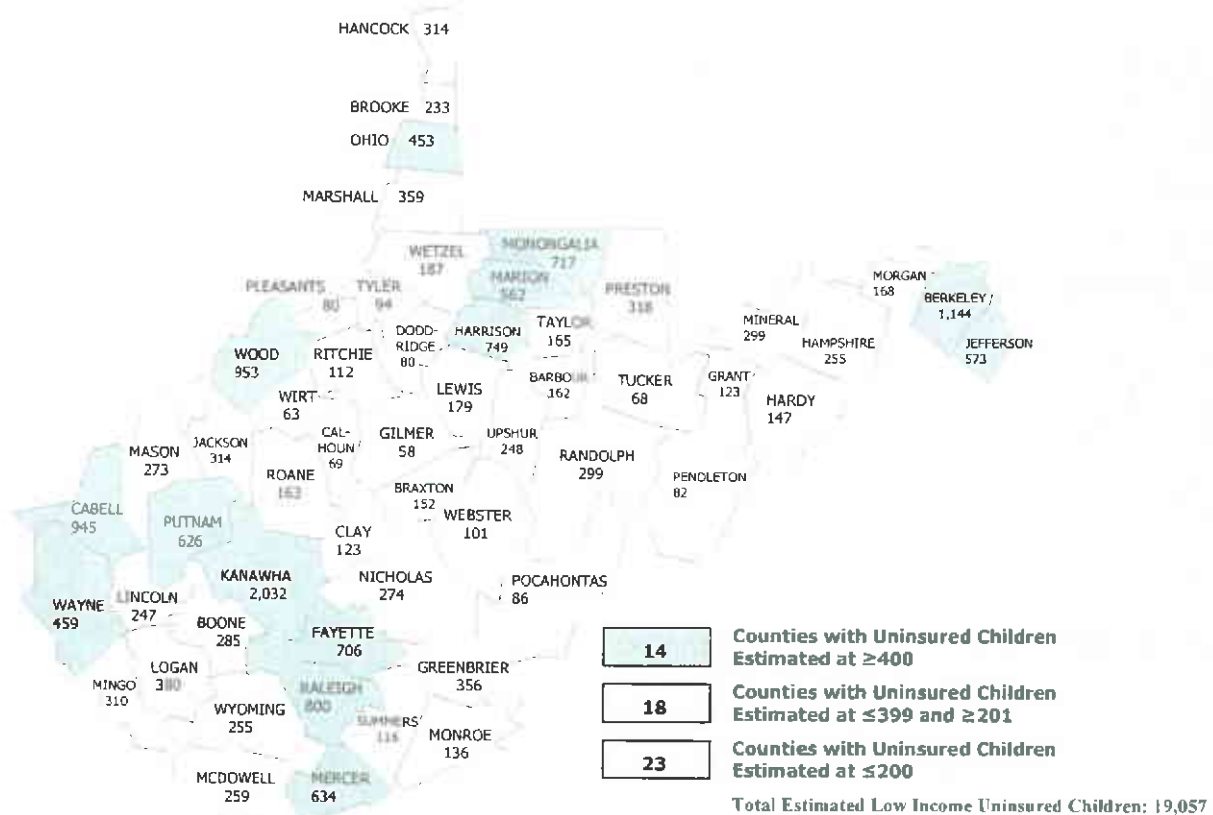 HANCOCK 314
BROOKE 233
OHIO 453
MARSHALL 359
WETZEL
187
MONONGALIA
717
MARION
562
PLEASANTS
80
TYLER
94
PRESTON
318
MORGAN
168
BERKELEY
1,144
JEFFERSON
573
MINERAL
299
HAMPSHIRE
255
WOOD
953
RITCHIE
112
DODD-
RIDGE
80
HARRISON
749
TAYLOR
165
WIRT
63
LEWIS
179
BARBOUR
162
TUCKER
68
GRANT
123
HARDY
147
MASON
273
JACKSON
314
ROANE
163
CAL-
HOUN
69
GILMER
58
UPSHUR
248
RANDOLPH
299
PENDLETON
82
BRAXTON
152
WEBSTER
101
CABELL
945
PUTNAM
626
CLAY
123
KANAWHA
2,032
NICHOLAS
274
POCAHONTAS
86
WAYNE
459
LINCOLN
247
BOONE
285
FAYETTE
706
GREENBRIER
356
MINGO
310
LOGAN
WYOMING
255
RALEIGH
800
SUMMERS
116
MONROE
136
MCDOWELL
259
MERCER
634
14 Counties with Uninsured Children
Estimated at ≥400
18 Counties with Uninsured Children
Estimated at ≤399 and ≥201
23 Counties with Uninsured Children
Estimated at ≤200
Total Estimated Low Income Uninsured Children: 19,057